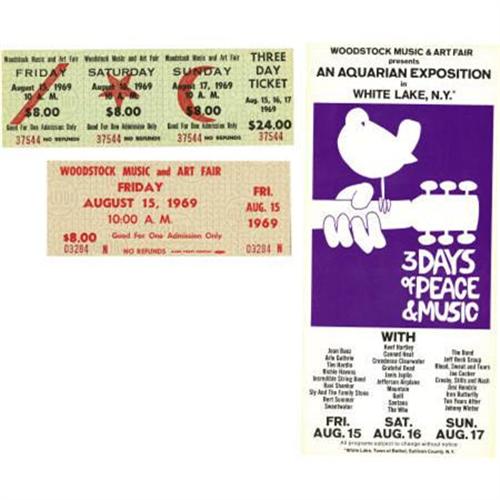 Woodstock Music and Art Fair
FRIDAY
August 15, 1969
10 A. M.
$8.00
Good For One Admission Only
37544 NO REFUNDS
Woodstock Music and Art Fair
SATURDAY
August 16, 1969
10 A. M.
$8.00
Good For One Admission Only
37544 NO REFUNDS
Woodstock Music and Art Fair
SUNDAY
August 17, 1969
10 A. M.
$8.00
Good For One Admission Only
37544 NO REFUNDS
THREE
DAY
TICKET
Aug. 15, 16, 17
1969
$24.00
37544
WOODSTOCK MUSIC and ART FAIR
FRIDAY
AUGUST 15, 1969
10:00 A. M.
$8.00 Good For One Admission Only
NO REFUNDS
FRI.
AUG. 15
1969
03284 N
03284 N
WOODSTOCK MUSIC & ART FAIR
presents
AN AQUARIAN EXPOSITION
in
WHITE LAKE, N.Y.*
3 DAYS
of PEACE
& MUSIC
WITH
Joan Baez
Arlo Guthrie
Tim Hardin
Richie Havens
Incredible String Band
Ravi Shankar
Sly And The Family Stone
Bert Sommer
Sweetwater
FRI.
AUG. 15
Keef Hartley
Canned Heat
Creedence Clearwater
Grateful Dead
Janis Joplin
Jefferson Airplane
Mountain
Quill
Santana
The Who
SAT.
AUG. 16
The Band
Jeff Beck Group
Blood, Sweat and Tears
Joe Cocker
Crosby, Stills and Nash
Jimi Hendrix
Iron Butterfly
Ten Years After
Johnny Winter
SUN.
AUG. 17
All programs subject to change without notice
*White Lake, Town of Bethel, Sullivan County, N.Y.